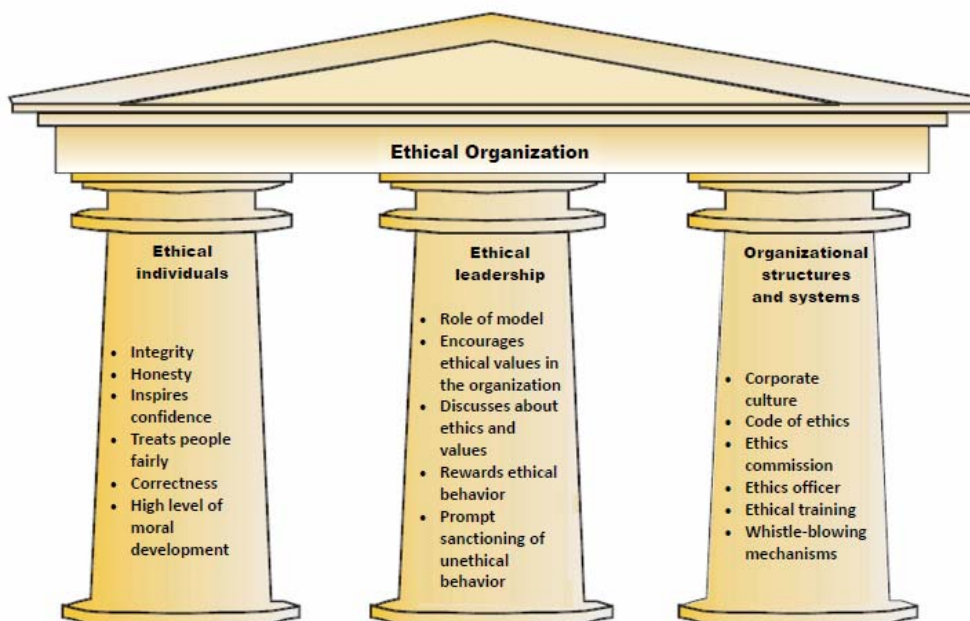 Ethical Organization
Ethical
individuals
• Integrity
• Honesty
• Inspires
confidence
• Treats people
fairly
• Correctness
• High level of
moral
development
Ethical
leadership
• Role of model
• Encourages
ethical values in
the organization
• Discusses about
ethics and
values
• Rewards ethical
behavior
• Prompt
sanctioning of
unethical
behavior
Organizational
structures
and systems
• Corporate
culture
• Code of ethics
• Ethics
commission
• Ethics officer
• Ethical training
• Whistle-blowing
mechanisms